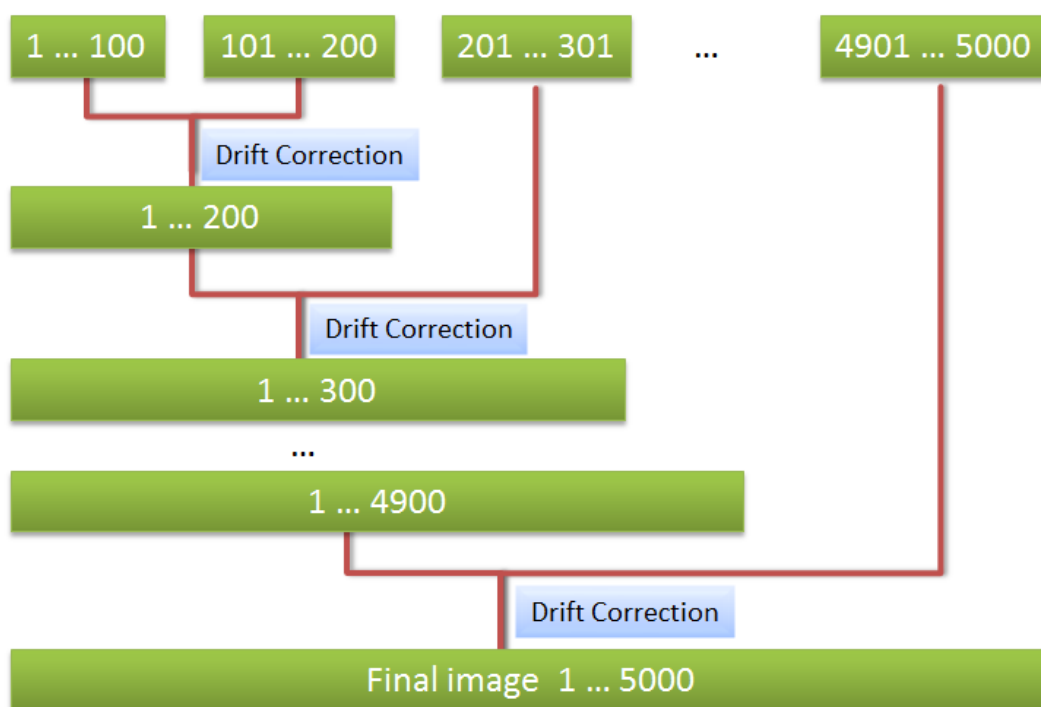 1 ... 100
101 ... 200
201 ... 301
...
4901 ... 5000
Drift Correction
1 ... 200
Drift Correction
1 ... 300
...
1 ... 4900
Drift Correction
Final image 1 ... 5000